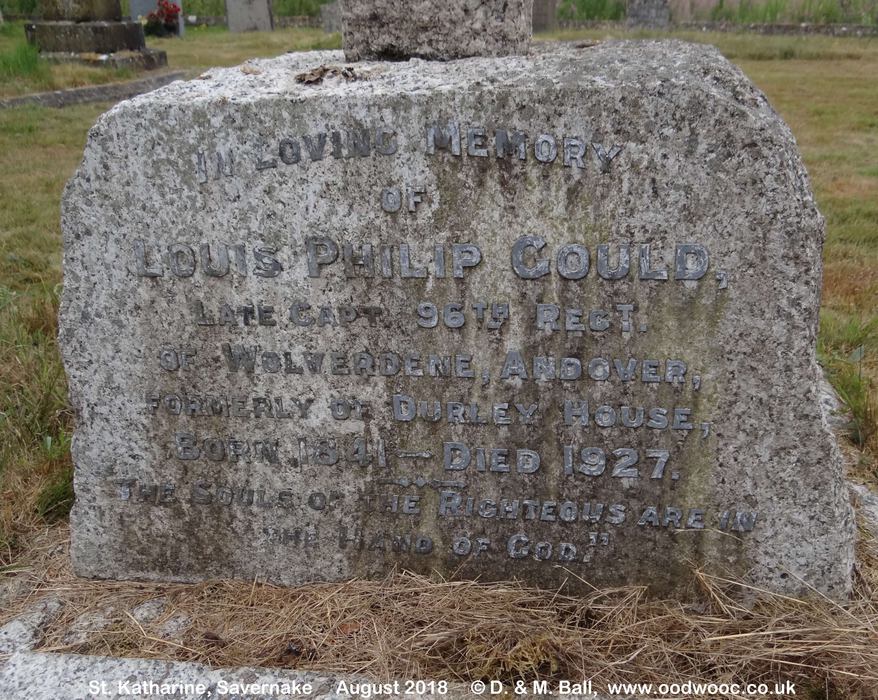 In Loving Memory
of
Louis Philip Gould,
Late Capt 96th Regt.
of Wolverdene, Andover,
formerly of Durley House,
Born 1841 — Died 1927.
The Souls of the Righteous are in
the Hand of God."
St. Katharine, Savernake August 2018 © D. & M. Ball, www.oodwooc.co.uk